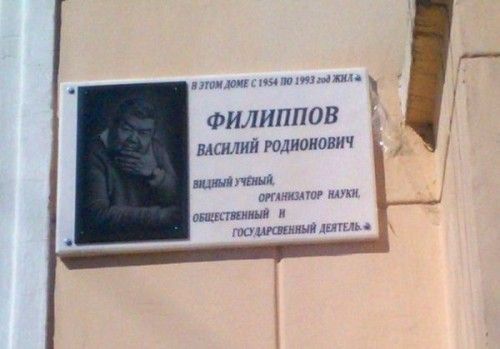 В ЭТОМ ДОМЕ С 1954 ПО 1993 год ЖИЛ
ФИЛИППОВ
ВАСИЛИЙ РОДИОНОВИЧ
ВИДНЫЙ УЧЁНЫЙ,
ОРГАНИЗАТОР НАУКИ,
ОБЩЕСТВЕННЫЙ И
ГОСУДАРСВЕННЫЙ ДЕЯТЕЛЬ.